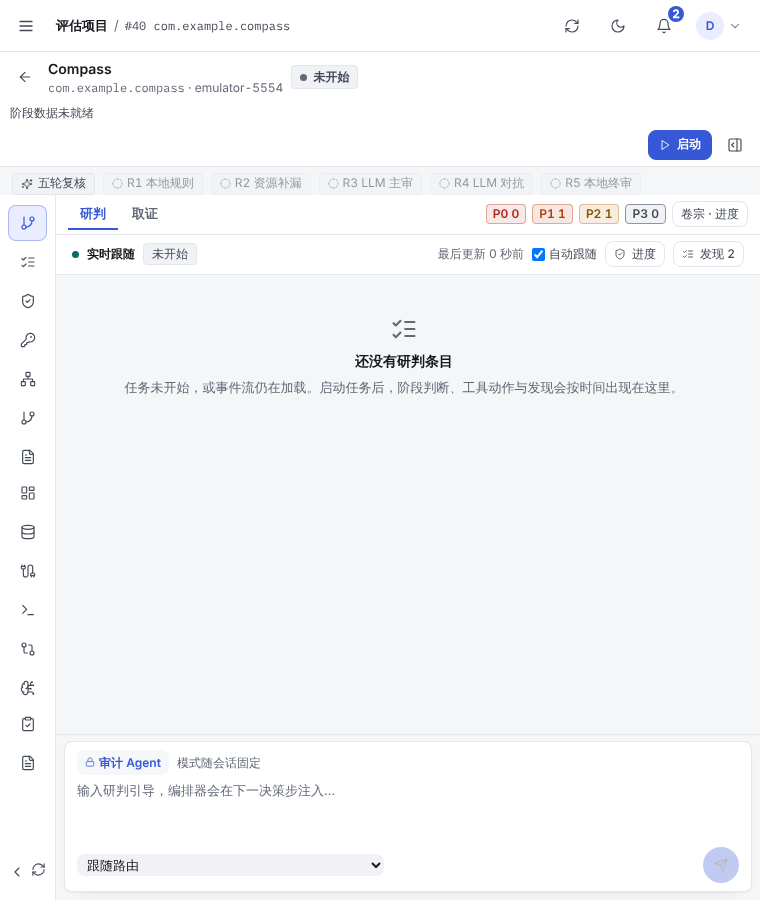 评估项目 / #40 com.example.compass
2
D
Compass
com.example.compass · emulator-5554
未开始
阶段数据未就绪
启动
五轮复核 R1 本地规则 R2 资源补漏 R3 LLM 主审 R4 LLM 对抗 R5 本地终审
研判 取证 P0 0 P1 1 P2 1 P3 0 卷宗 · 进度
实时跟随 未开始 最后更新 0 秒前 自动跟随 进度 发现 2
还没有研判条目
任务未开始，或事件流仍在加载。启动任务后，阶段判断、工具动作与发现会按时间出现在这里。
审计 Agent 模式随会话固定
输入研判引导，编排器会在下一决策步注入...
跟随路由